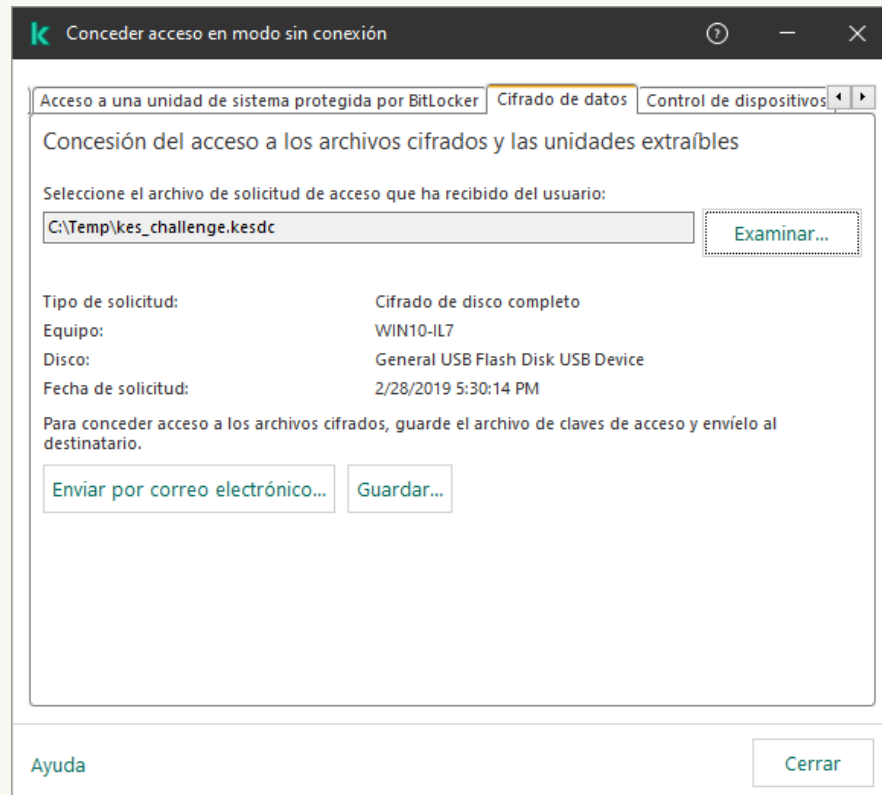 Conceder acceso en modo sin conexión
Acceso a una unidad de sistema protegida por BitLocker Cifrado de datos Control de dispositivos
Concesión del acceso a los archivos cifrados y las unidades extraíbles
Seleccione el archivo de solicitud de acceso que ha recibido del usuario:
C:\Temp\kes_challenge.kesdc Examinar...
Tipo de solicitud: Cifrado de disco completo
Equipo: WIN10-IL7
Disco: General USB Flash Disk USB Device
Fecha de solicitud: 2/28/2019 5:30:14 PM
Para conceder acceso a los archivos cifrados, guarde el archivo de claves de acceso y envíelo al
destinatario.
Enviar por correo electrónico... Guardar...
Ayuda Cerrar